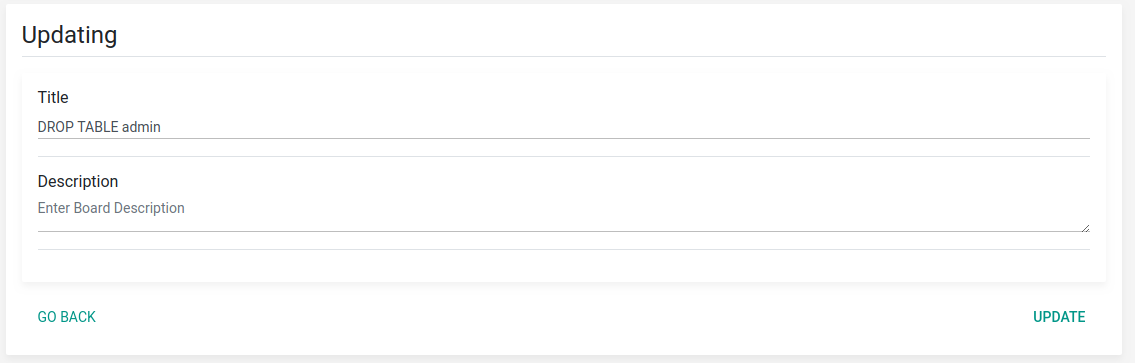 Updating
Title
DROP TABLE admin
Description
Enter Board Description
GO BACK
UPDATE